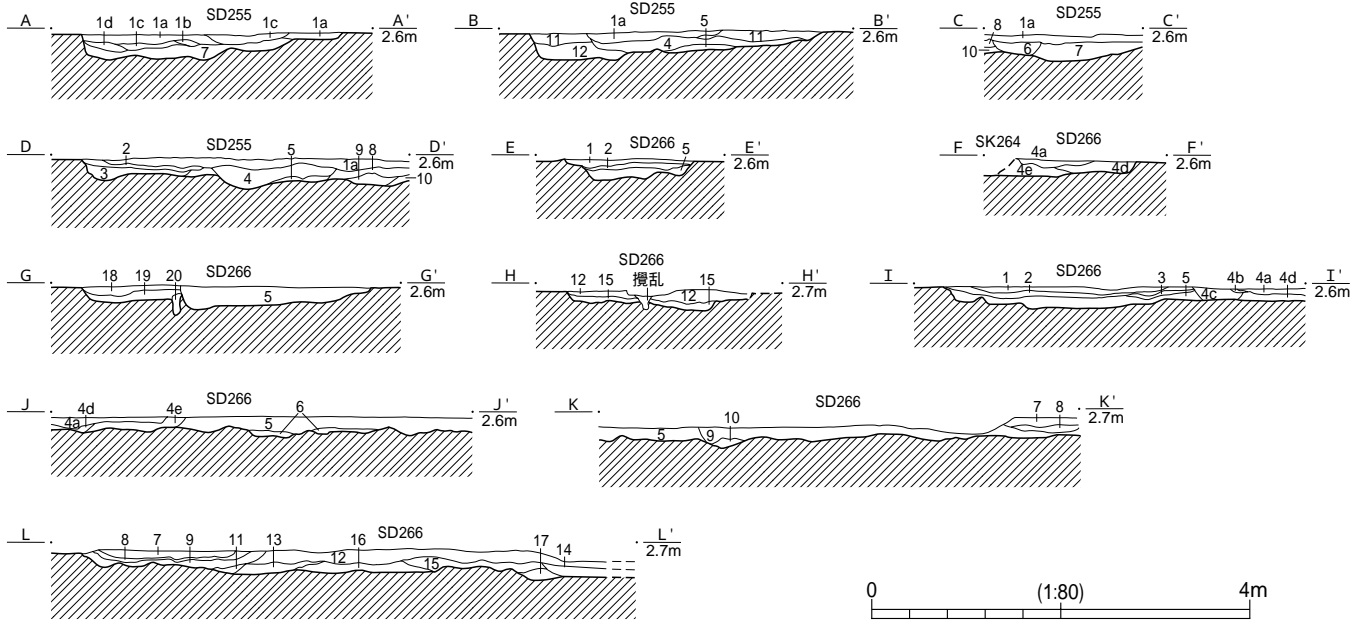 A 1d 1c 1a 1b SD255 1c 1a A'
2.6m
7
B SD255 1a 5 B'
2.6m
11 4 11
12
C SD255 8 1a C'
2.6m
10 6 7
D 2 SD255 5 9 8 D'
2.6m
1a
3 4 10
E 1 2 SD266 5 E'
2.6m
F SK264 SD266 F'
2.6m
4a
4e 4d
G 18 19 20 SD266 G'
2.6m
5
H SD266 H'
攪乱
2.7m
12 15 15
12
I 1 2 SD266 3 5 4b 4a 4d I'
2.6m
4c
J 4d 4e SD266 6 J'
2.6m
4a 5
K SD266 7 8 K'
2.7m
10
5 9
L 8 7 9 11 13 16 SD266 17 14 L'
2.7m
12 15
0 (1:80) 4m